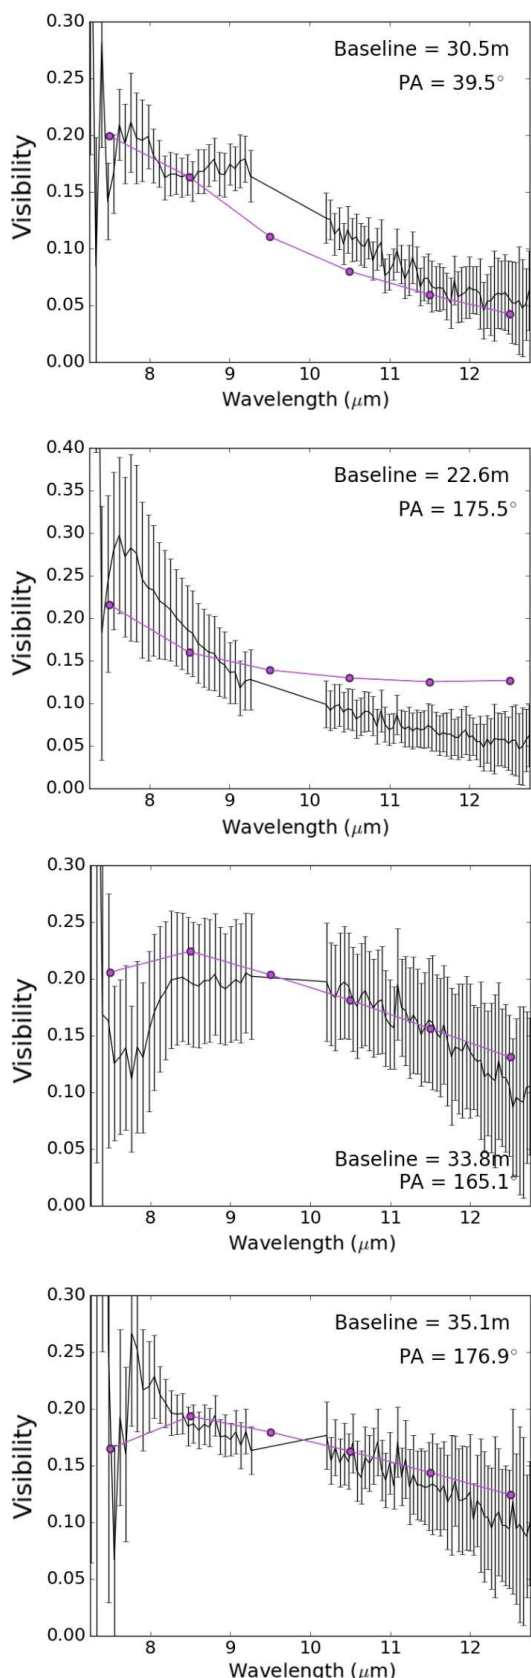 0.30
Baseline = 30.5m
PA = 39.5°
0.25
0.20
0.15
0.10
0.05
0.00
Visibility
8 9 10 11 12
Wavelength (μm)
0.40
Baseline = 22.6m
0.35
PA = 175.5°
0.30
0.25
0.20
0.15
0.10
0.05
0.00
Visibility
8 9 10 11 12
Wavelength (μm)
0.30
0.25
0.20
0.15
0.10
0.05
Baseline = 33.8m
PA = 165.1°
0.00
Visibility
8 9 10 11 12
Wavelength (μm)
0.30
Baseline = 35.1m
PA = 176.9°
0.25
0.20
0.15
0.10
0.05
0.00
Visibility
8 9 10 11 12
Wavelength (μm)